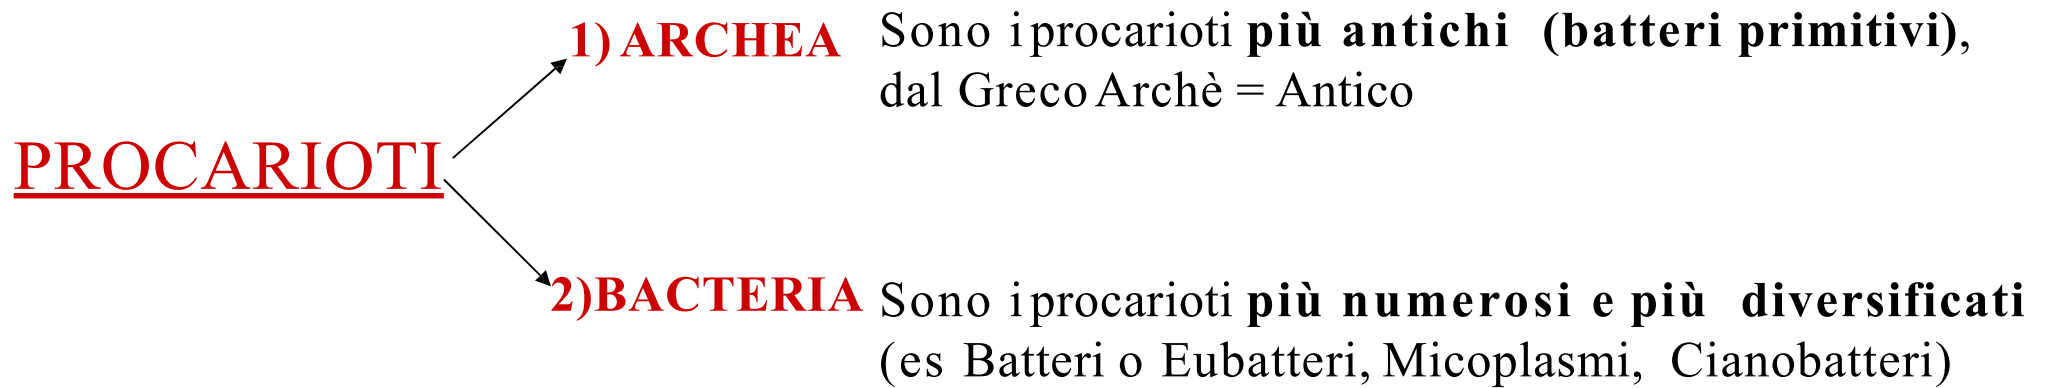 1) ARCHEA
Sono i procarioti più antichi (batteri primitivi),
dal Greco Archè = Antico
PROCARIOTI
2)BACTERIA
Sono i procarioti più numerosi e più diversificati
(es Batteri o Eubatteri, Micoplasmi, Cianobatteri)